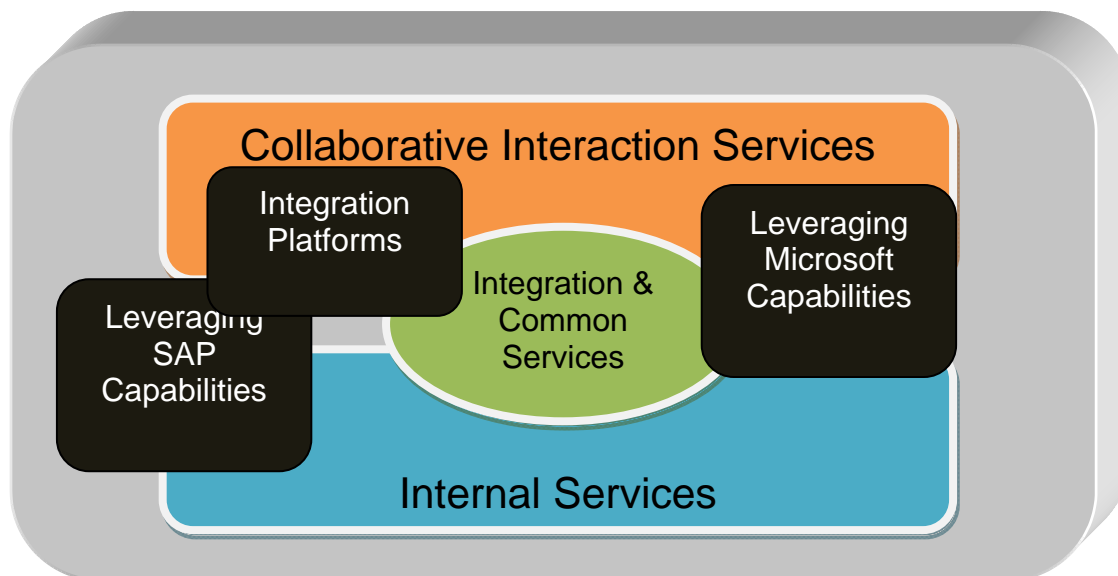 Collaborative Interaction Services
Integration
Platforms
Leveraging
Microsoft
Capabilities
Integration &
Common
Services
Leveraging
SAP
Capabilities
Internal Services